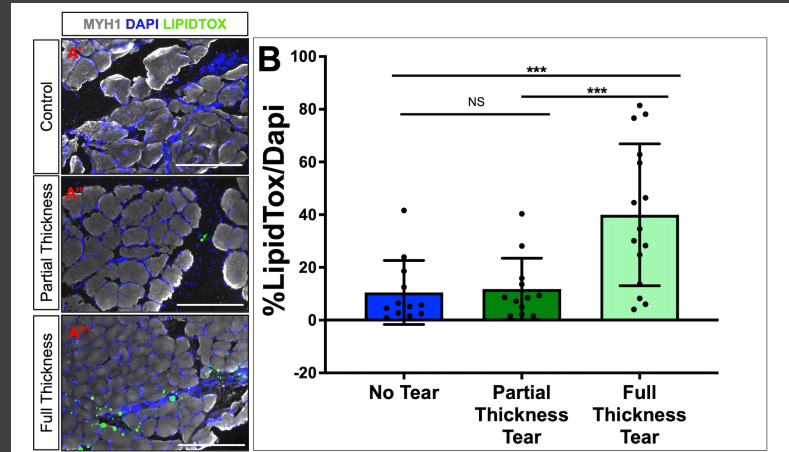 MYH1 DAPI LIPIDTOX
Control
A
Partial Thickness
A''
Full Thickness
A'''
B
%LipidTox/Dapi
100
80
60
40
20
0
-20
***
***
NS
No Tear
Partial
Thickness
Tear
Full
Thickness
Tear